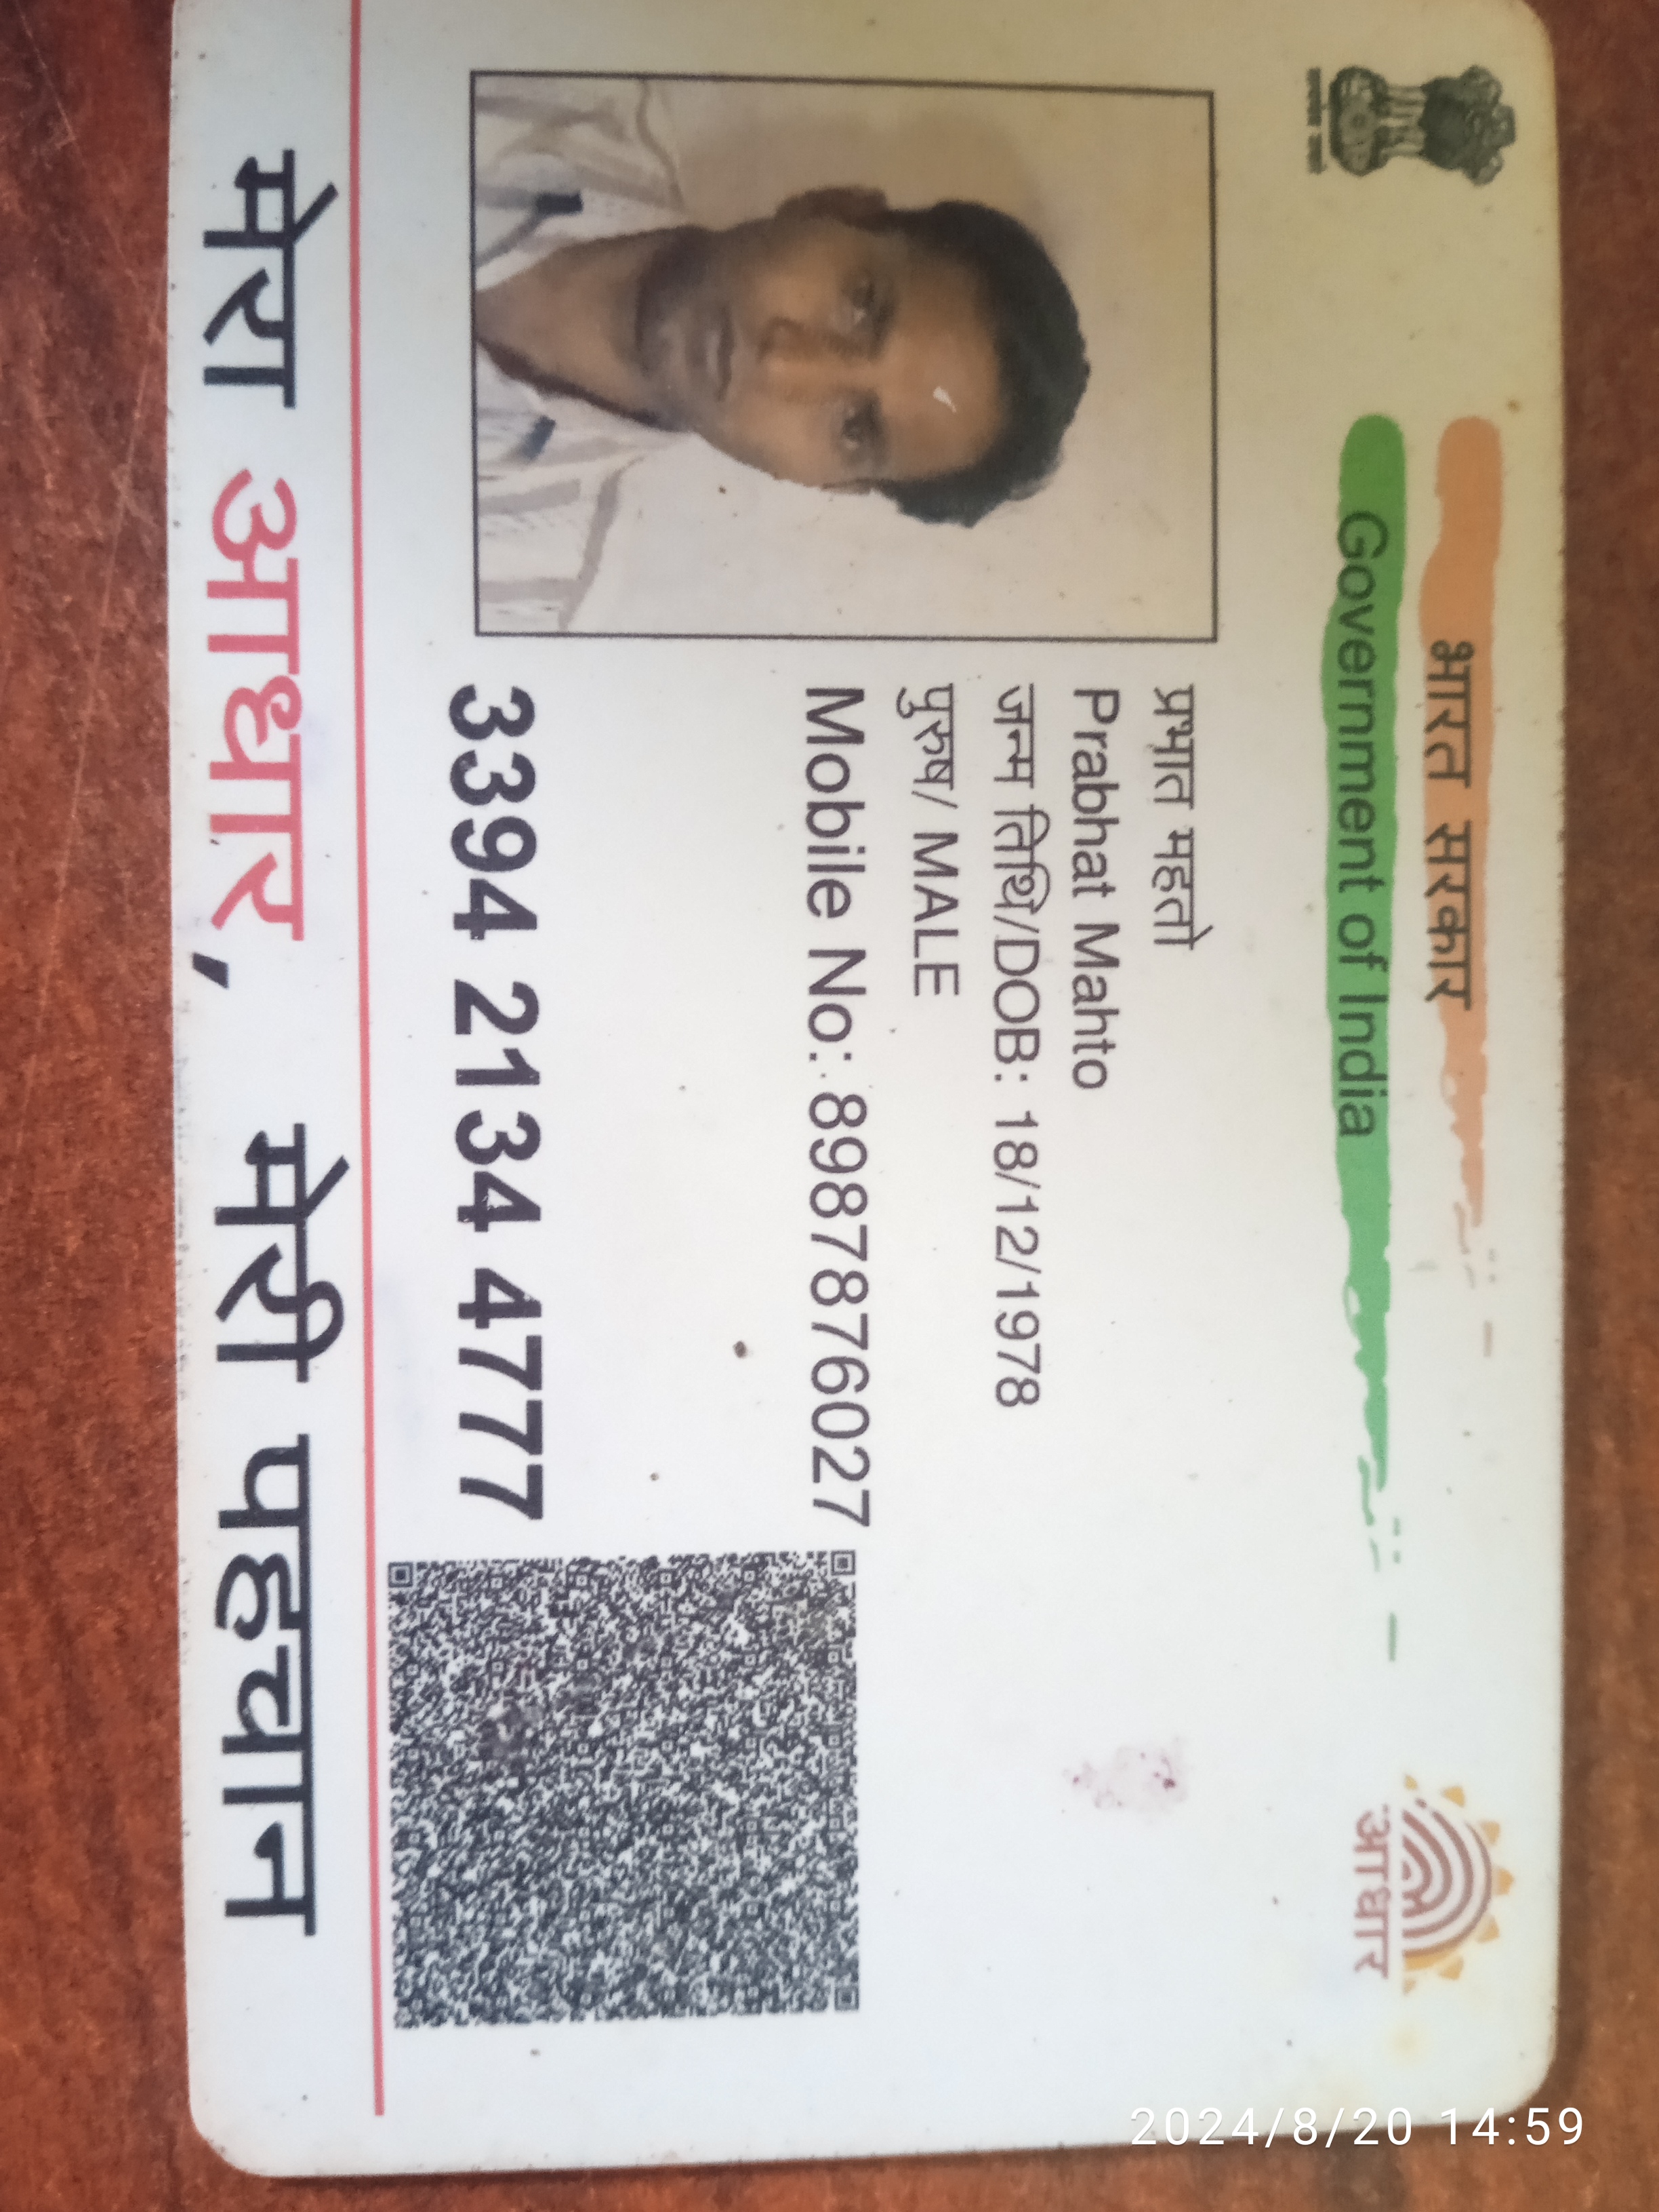 भारत सरकार
Government of India
आधार
प्रभात महतो
Prabhat Mahto
जन्म तिथि/DOB: 18/12/1978
पुरुष/ MALE
Mobile No: 8987876027
3394 2134 4777
मेरा आधार, मेरी पहचान
2024/8/20 14:59